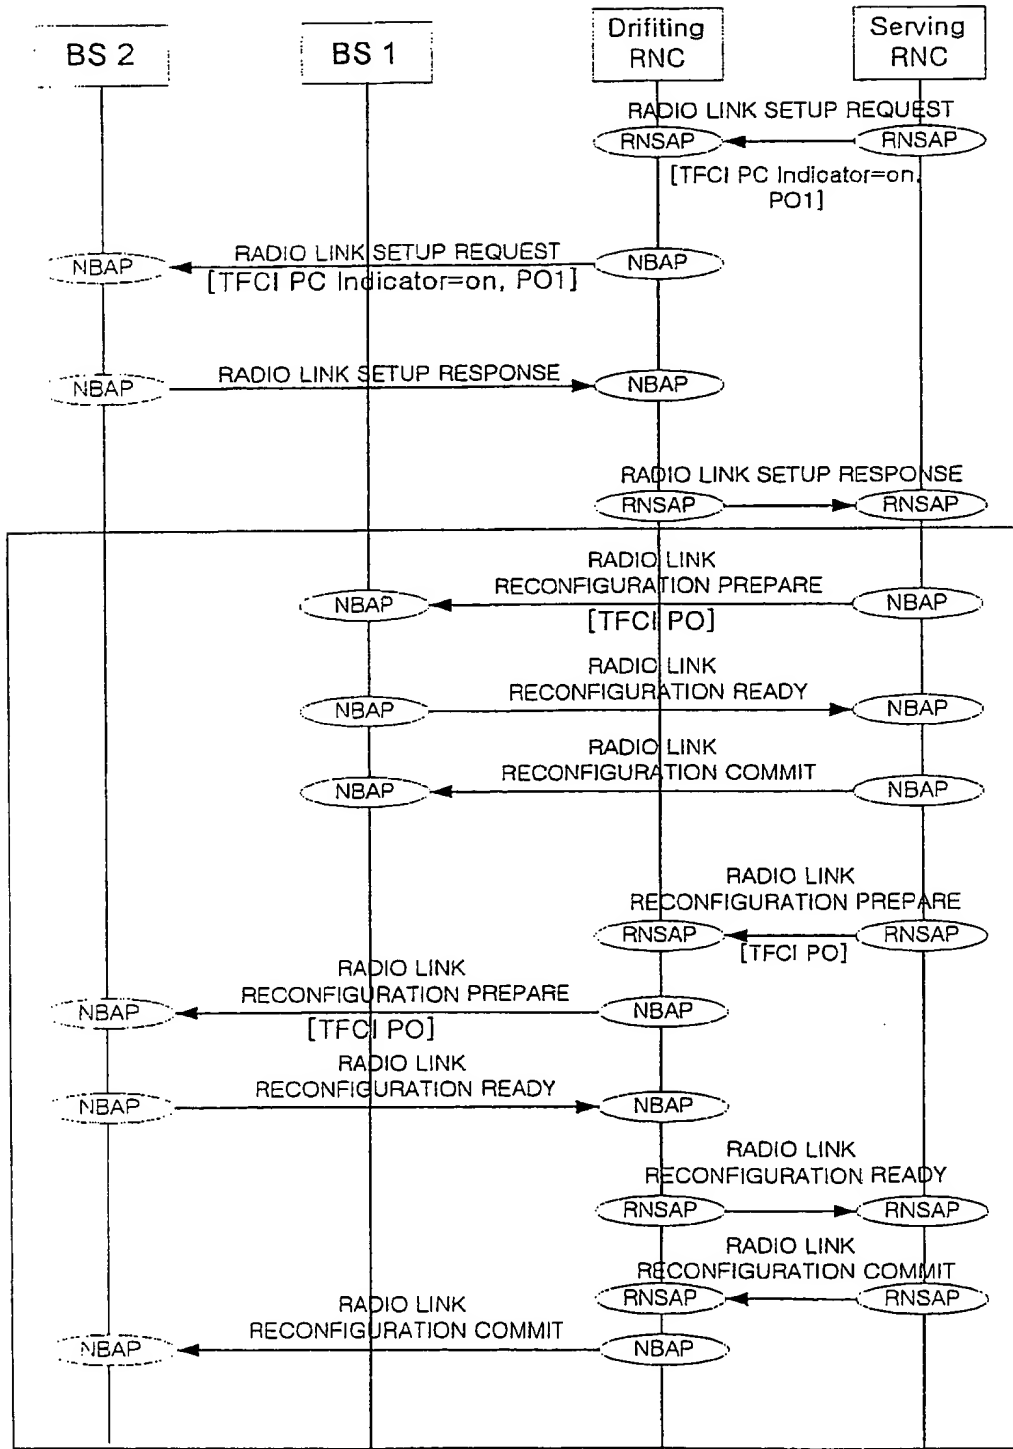 BS 2
BS 1
Drifiting
RNC
Serving
RNC
RADIO LINK SETUP REQUEST
RNSAP
RNSAP
[TFCI PC Indicator=on,
PO1]
RADIO LINK SETUP REQUEST
NBAP
NBAP
[TFCI PC Indicator=on, PO1]
RADIO LINK SETUP RESPONSE
NBAP
NBAP
RADIO LINK SETUP RESPONSE
RNSAP
RNSAP
RADIO LINK
RECONFIGURATION PREPARE
NBAP
NBAP
[TFCI PO]
RADIO LINK
RECONFIGURATION READY
NBAP
NBAP
RADIO LINK
RECONFIGURATION COMMIT
NBAP
NBAP
RADIO LINK
RECONFIGURATION PREPARE
RNSAP
RNSAP
[TFCI PO]
RADIO LINK
RECONFIGURATION PREPARE
NBAP
NBAP
[TFCI PO]
RADIO LINK
RECONFIGURATION READY
NBAP
NBAP
RADIO LINK
RECONFIGURATION READY
RNSAP
RNSAP
RADIO LINK
RECONFIGURATION COMMIT
RNSAP
RNSAP
RADIO LINK
RECONFIGURATION COMMIT
NBAP
NBAP